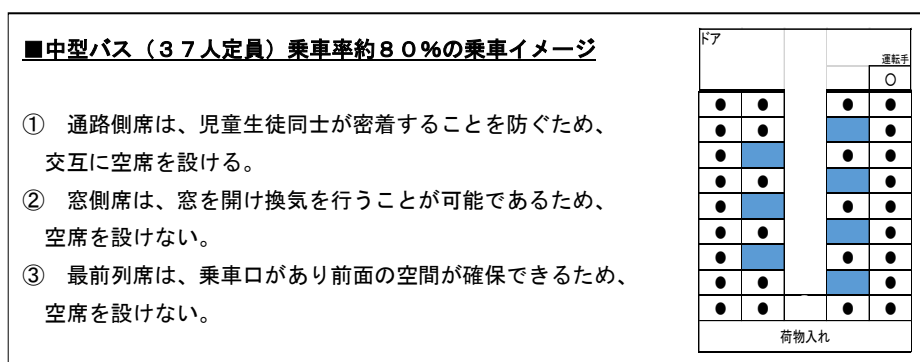 ■中型バス（３７人定員）乗車率約８０％の乗車イメージ
① 通路側席は、児童生徒同士が密着することを防ぐため、
交互に空席を設ける。
② 窓側席は、窓を開け換気を行うことが可能であるため、
空席を設けない。
③ 最前列席は、乗車口があり前面の空間が確保できるため、
空席を設けない。
ドア
運転手
○
● ● ● ●
● ● ●
● ● ●
● ● ●
● ● ●
● ● ●
● ● ●
● ● ●
● ● ● ●
荷物入れ